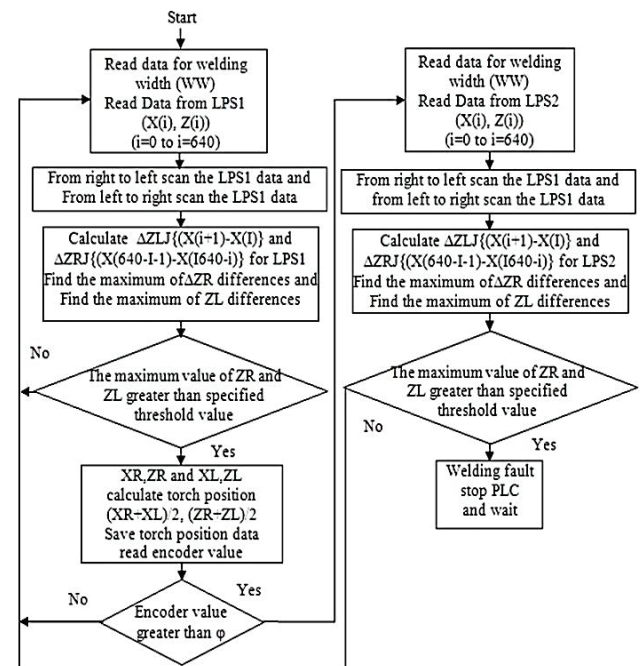 Start
Read data for welding
width (WW)
Read Data from LPS1
(X(i), Z(i))
(i=0 to i=640)
From right to left scan the LPS1 data and
From left to right scan the LPS1 data
Calculate ΔZLJ{(X(i+1)-X(I)} and
ΔZRJ{(X(640-I-1)-X(I640-i)} for LPS1
Find the maximum of ΔZR differences and
Find the maximum of ZL differences
No
The maximum value of ZR and
ZL greater than specified
threshold value
Yes
XR,ZR and XL,ZL
calculate torch position
(XR+XL)/2, (ZR+ZL)/2
Save torch position data
read encoder value
No
Yes
Encoder value
greater than φ
Read data for welding
width (WW)
Read Data from LPS2
(X(i), Z(i))
(i=0 to i=640)
From right to left scan the LPS1 data and
from left to right scan the LPS1 data
Calculate ΔZLJ{(X(i+1)-X(I)} and
ΔZRJ{(X(640-I-1)-X(I640-i)} for LPS2
Find the maximum of ΔZR differences and
Find the maximum of ZL differences
The maximum value of ZR and
ZL greater than specified
threshold value
No
Yes
Welding fault
stop PLC
and wait